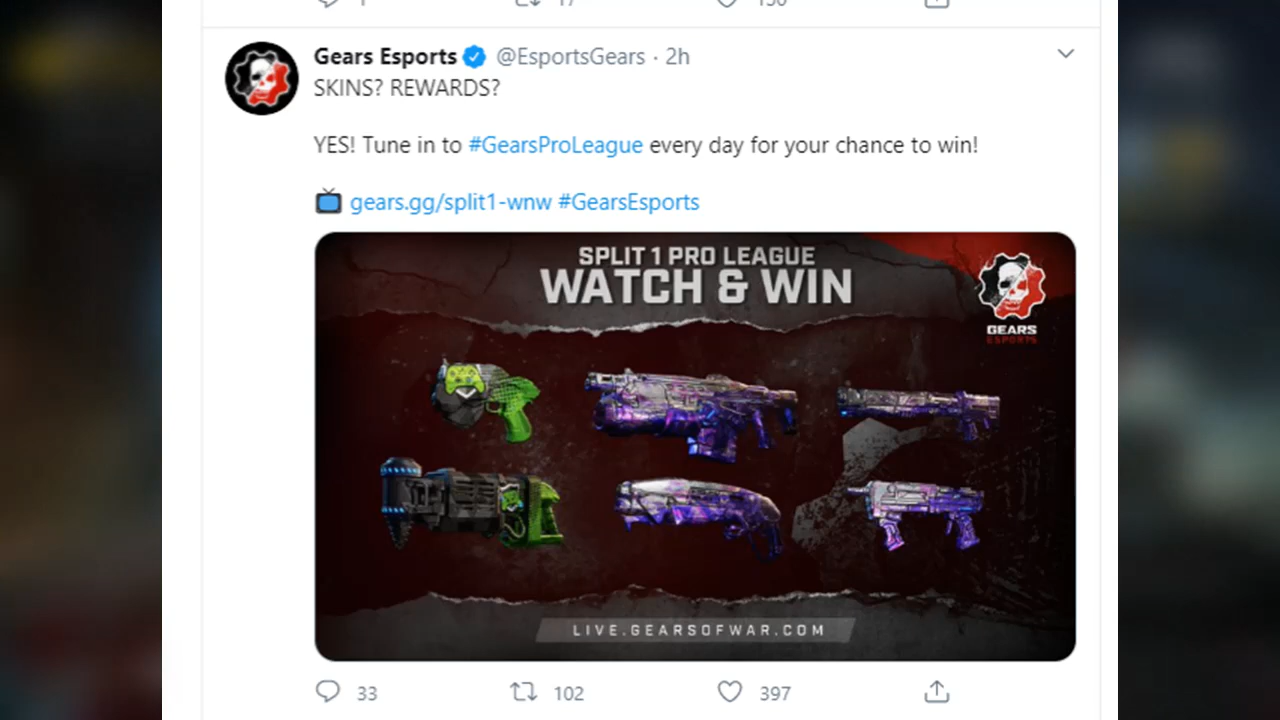 Gears Esports @EsportsGears · 2h
SKINS? REWARDS?
YES! Tune in to #GearsProLeague every day for your chance to win!
gears.gg/split1-wnw #GearsEsports
SPLIT 1 PRO LEAGUE
WATCH & WIN
GEARS
ESPORTS
LIVE.GEARSOFWAR.COM
33 102 397